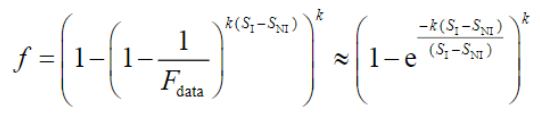 f = (1 − (1 − 1/F_data)^{k(S_I−S_NI)})^k ≈ (1 − e^{−k(S_I−S_NI)/(S_I−S_NI)})^k